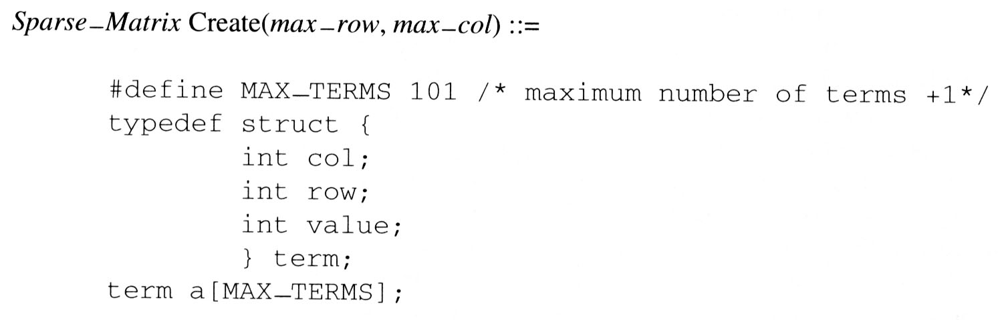 Sparse_Matrix Create(max_row, max_col) ::=
#define MAX_TERMS 101 /* maximum number of terms +1*/
typedef struct {
int col;
int row;
int value;
} term;
term a[MAX_TERMS];